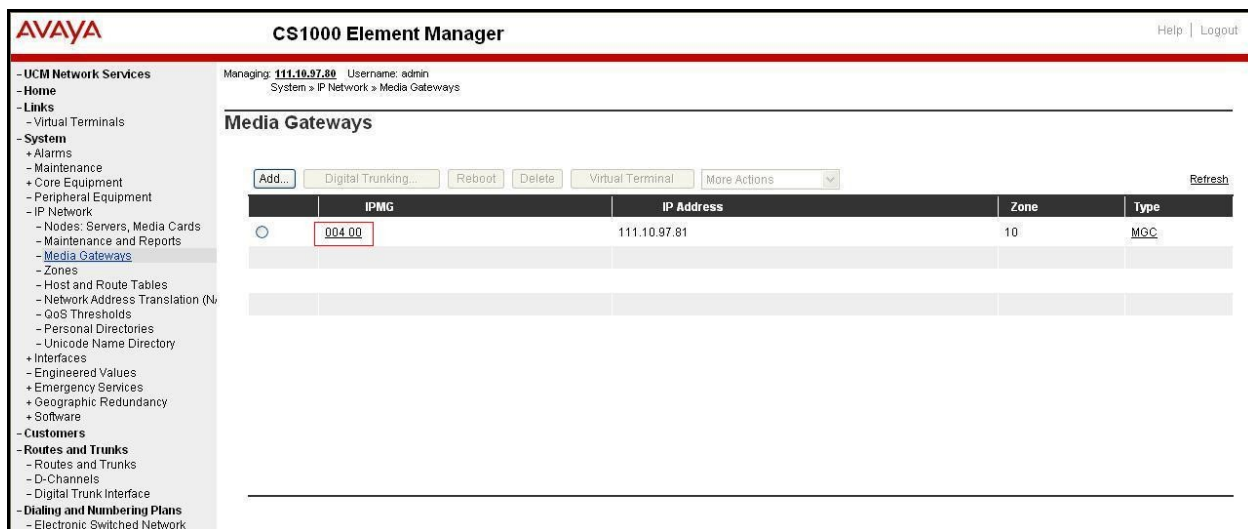 AVAYA
CS1000 Element Manager
Help | Logout
Managing: 111.10.97.80 Username: admin
System » IP Network » Media Gateways
- UCM Network Services
- Home
- Links
- Virtual Terminals
- System
+ Alarms
- Maintenance
+ Core Equipment
- Peripheral Equipment
- IP Network
- Nodes: Servers, Media Cards
- Maintenance and Reports
- Media Gateways
- Zones
- Host and Route Tables
- Network Address Translation (N
- QoS Thresholds
- Personal Directories
- Unicode Name Directory
+ Interfaces
- Engineered Values
+ Emergency Services
+ Geographic Redundancy
+ Software
- Customers
- Routes and Trunks
- Routes and Trunks
- D-Channels
- Digital Trunk Interface
- Dialing and Numbering Plans
- Electronic Switched Network
Media Gateways
Add... Digital Trunking... Reboot Delete Virtual Terminal More Actions Refresh
IPMG IP Address Zone Type
004 00 111.10.97.81 10 MGC